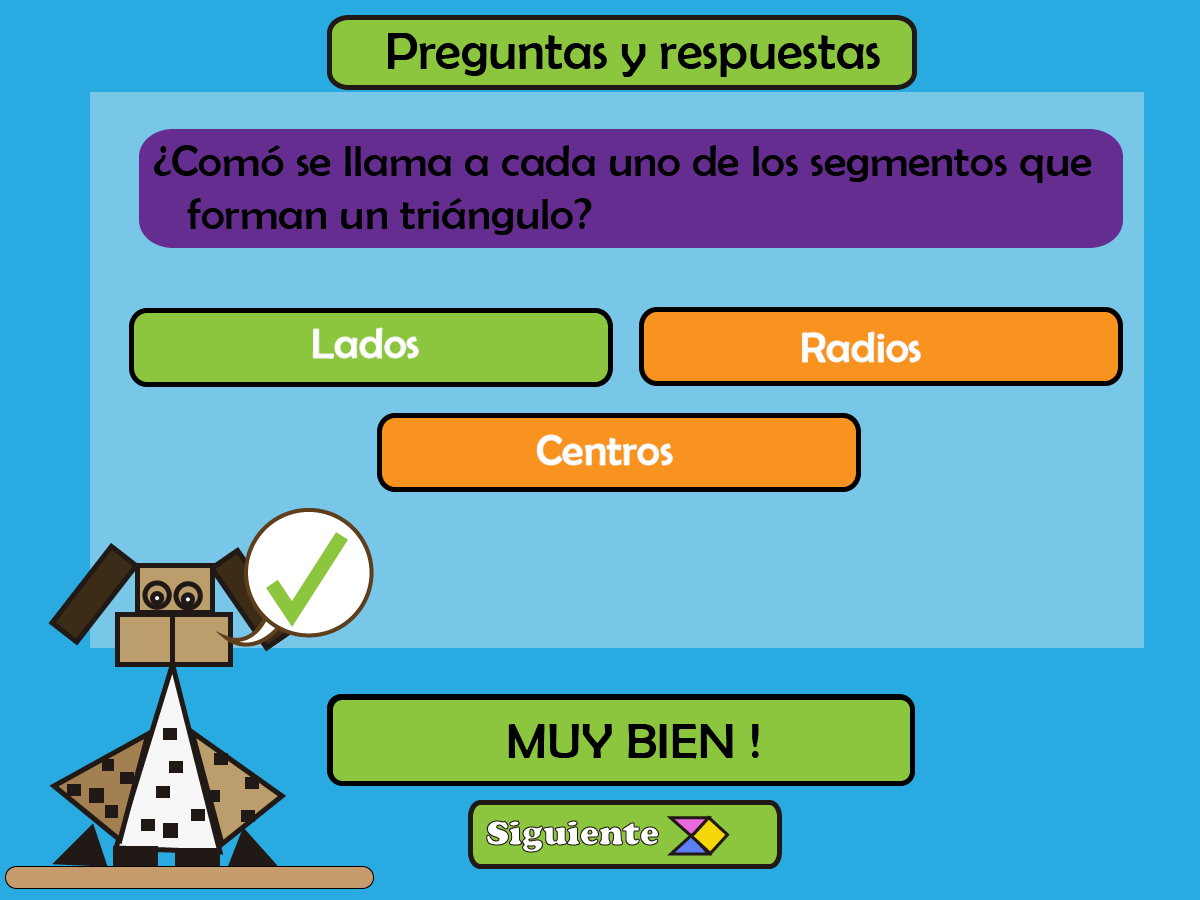 Preguntas y respuestas
¿Comó se llama a cada uno de los segmentos que
forman un triángulo?
Lados
Radios
Centros
MUY BIEN !
Siguiente